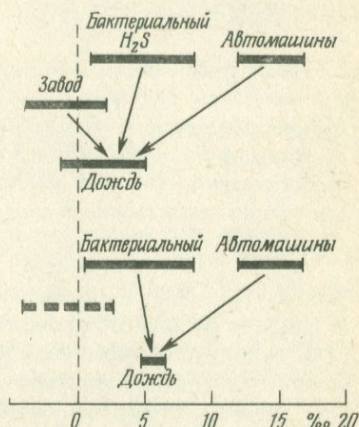 Бактериальный
H₂S
Автомашины
Завод
Дождь
Бактериальный Автомашины
Дождь
0 5 10 15 ‰ 20